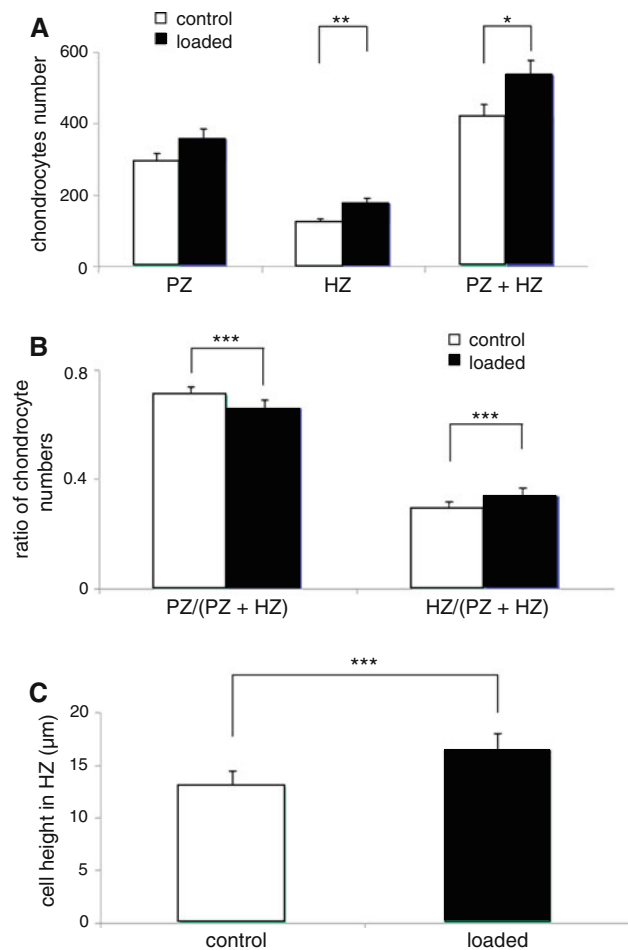 A
control
loaded
**
*
chondrocytes number
600
400
200
0
PZ
HZ
PZ + HZ
B
control
loaded
***
***
ratio of chondrocyte
numbers
0.8
0.4
0
PZ/(PZ + HZ)
HZ/(PZ + HZ)
C
***
cell height in HZ (µm)
20
15
10
5
0
control
loaded